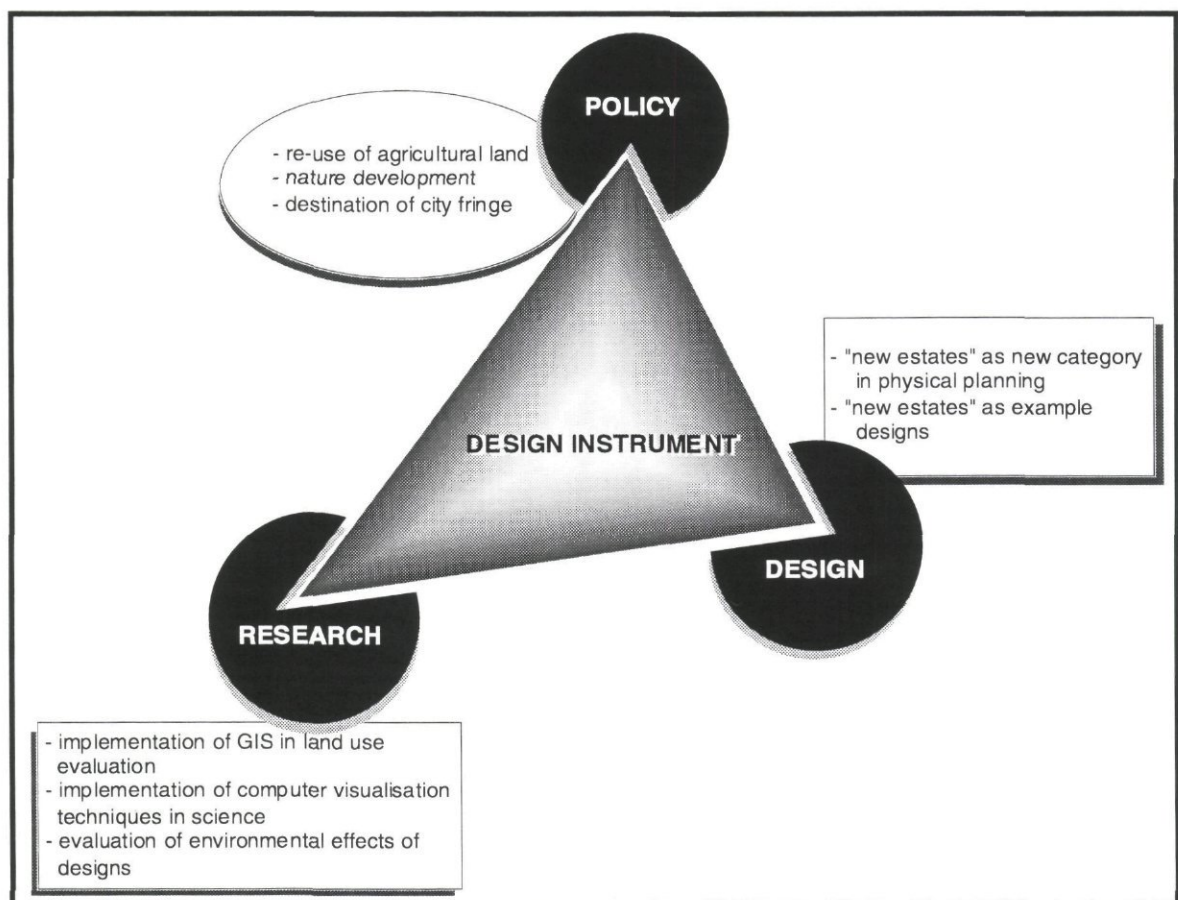 POLICY
- re-use of agricultural land
- nature development
- destination of city fringe
- "new estates" as new category
in physical planning
- "new estates" as example
designs
DESIGN INSTRUMENT
DESIGN
RESEARCH
- implementation of GIS in land use
evaluation
- implementation of computer visualisation
techniques in science
- evaluation of environmental effects of
designs